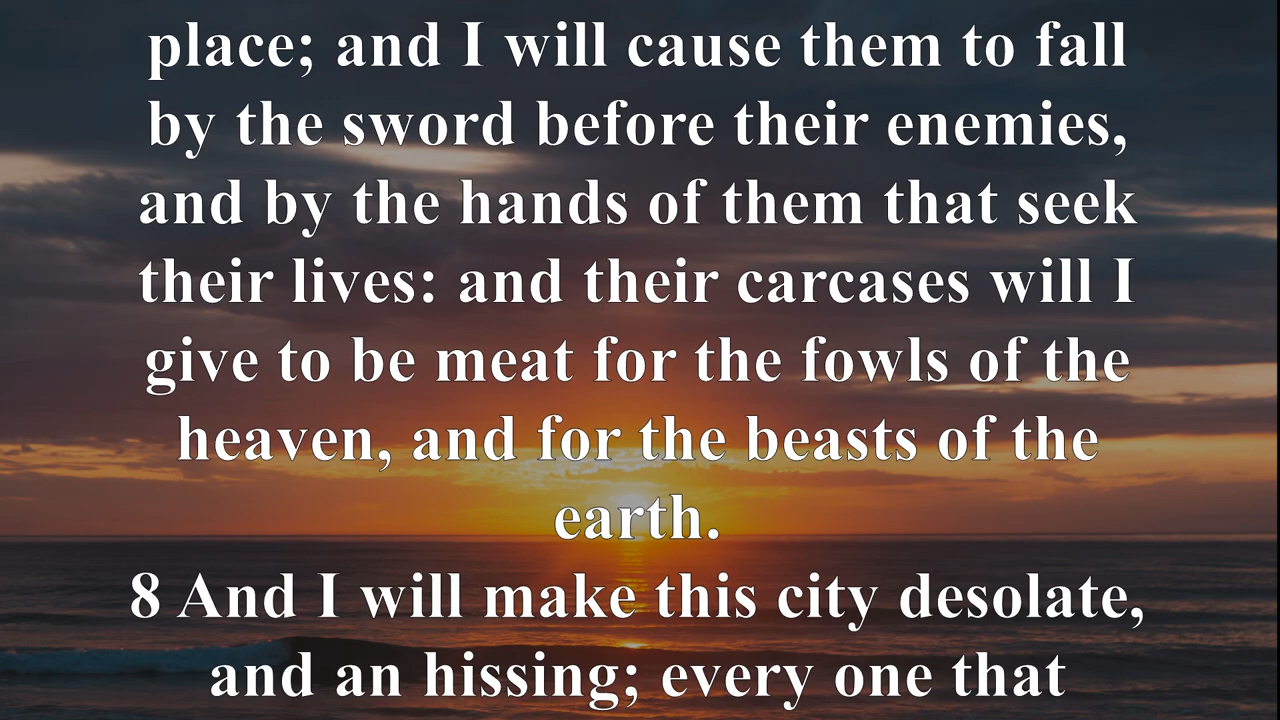 place; and I will cause them to fall
by the sword before their enemies,
and by the hands of them that seek
their lives: and their carcases will I
give to be meat for the fowls of the
heaven, and for the beasts of the
earth.
8 And I will make this city desolate,
and an hissing; every one that